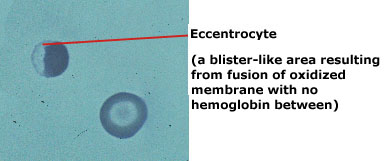 Eccentrocyte
(a blister-like area resulting
from fusion of oxidized
membrane with no
hemoglobin between)